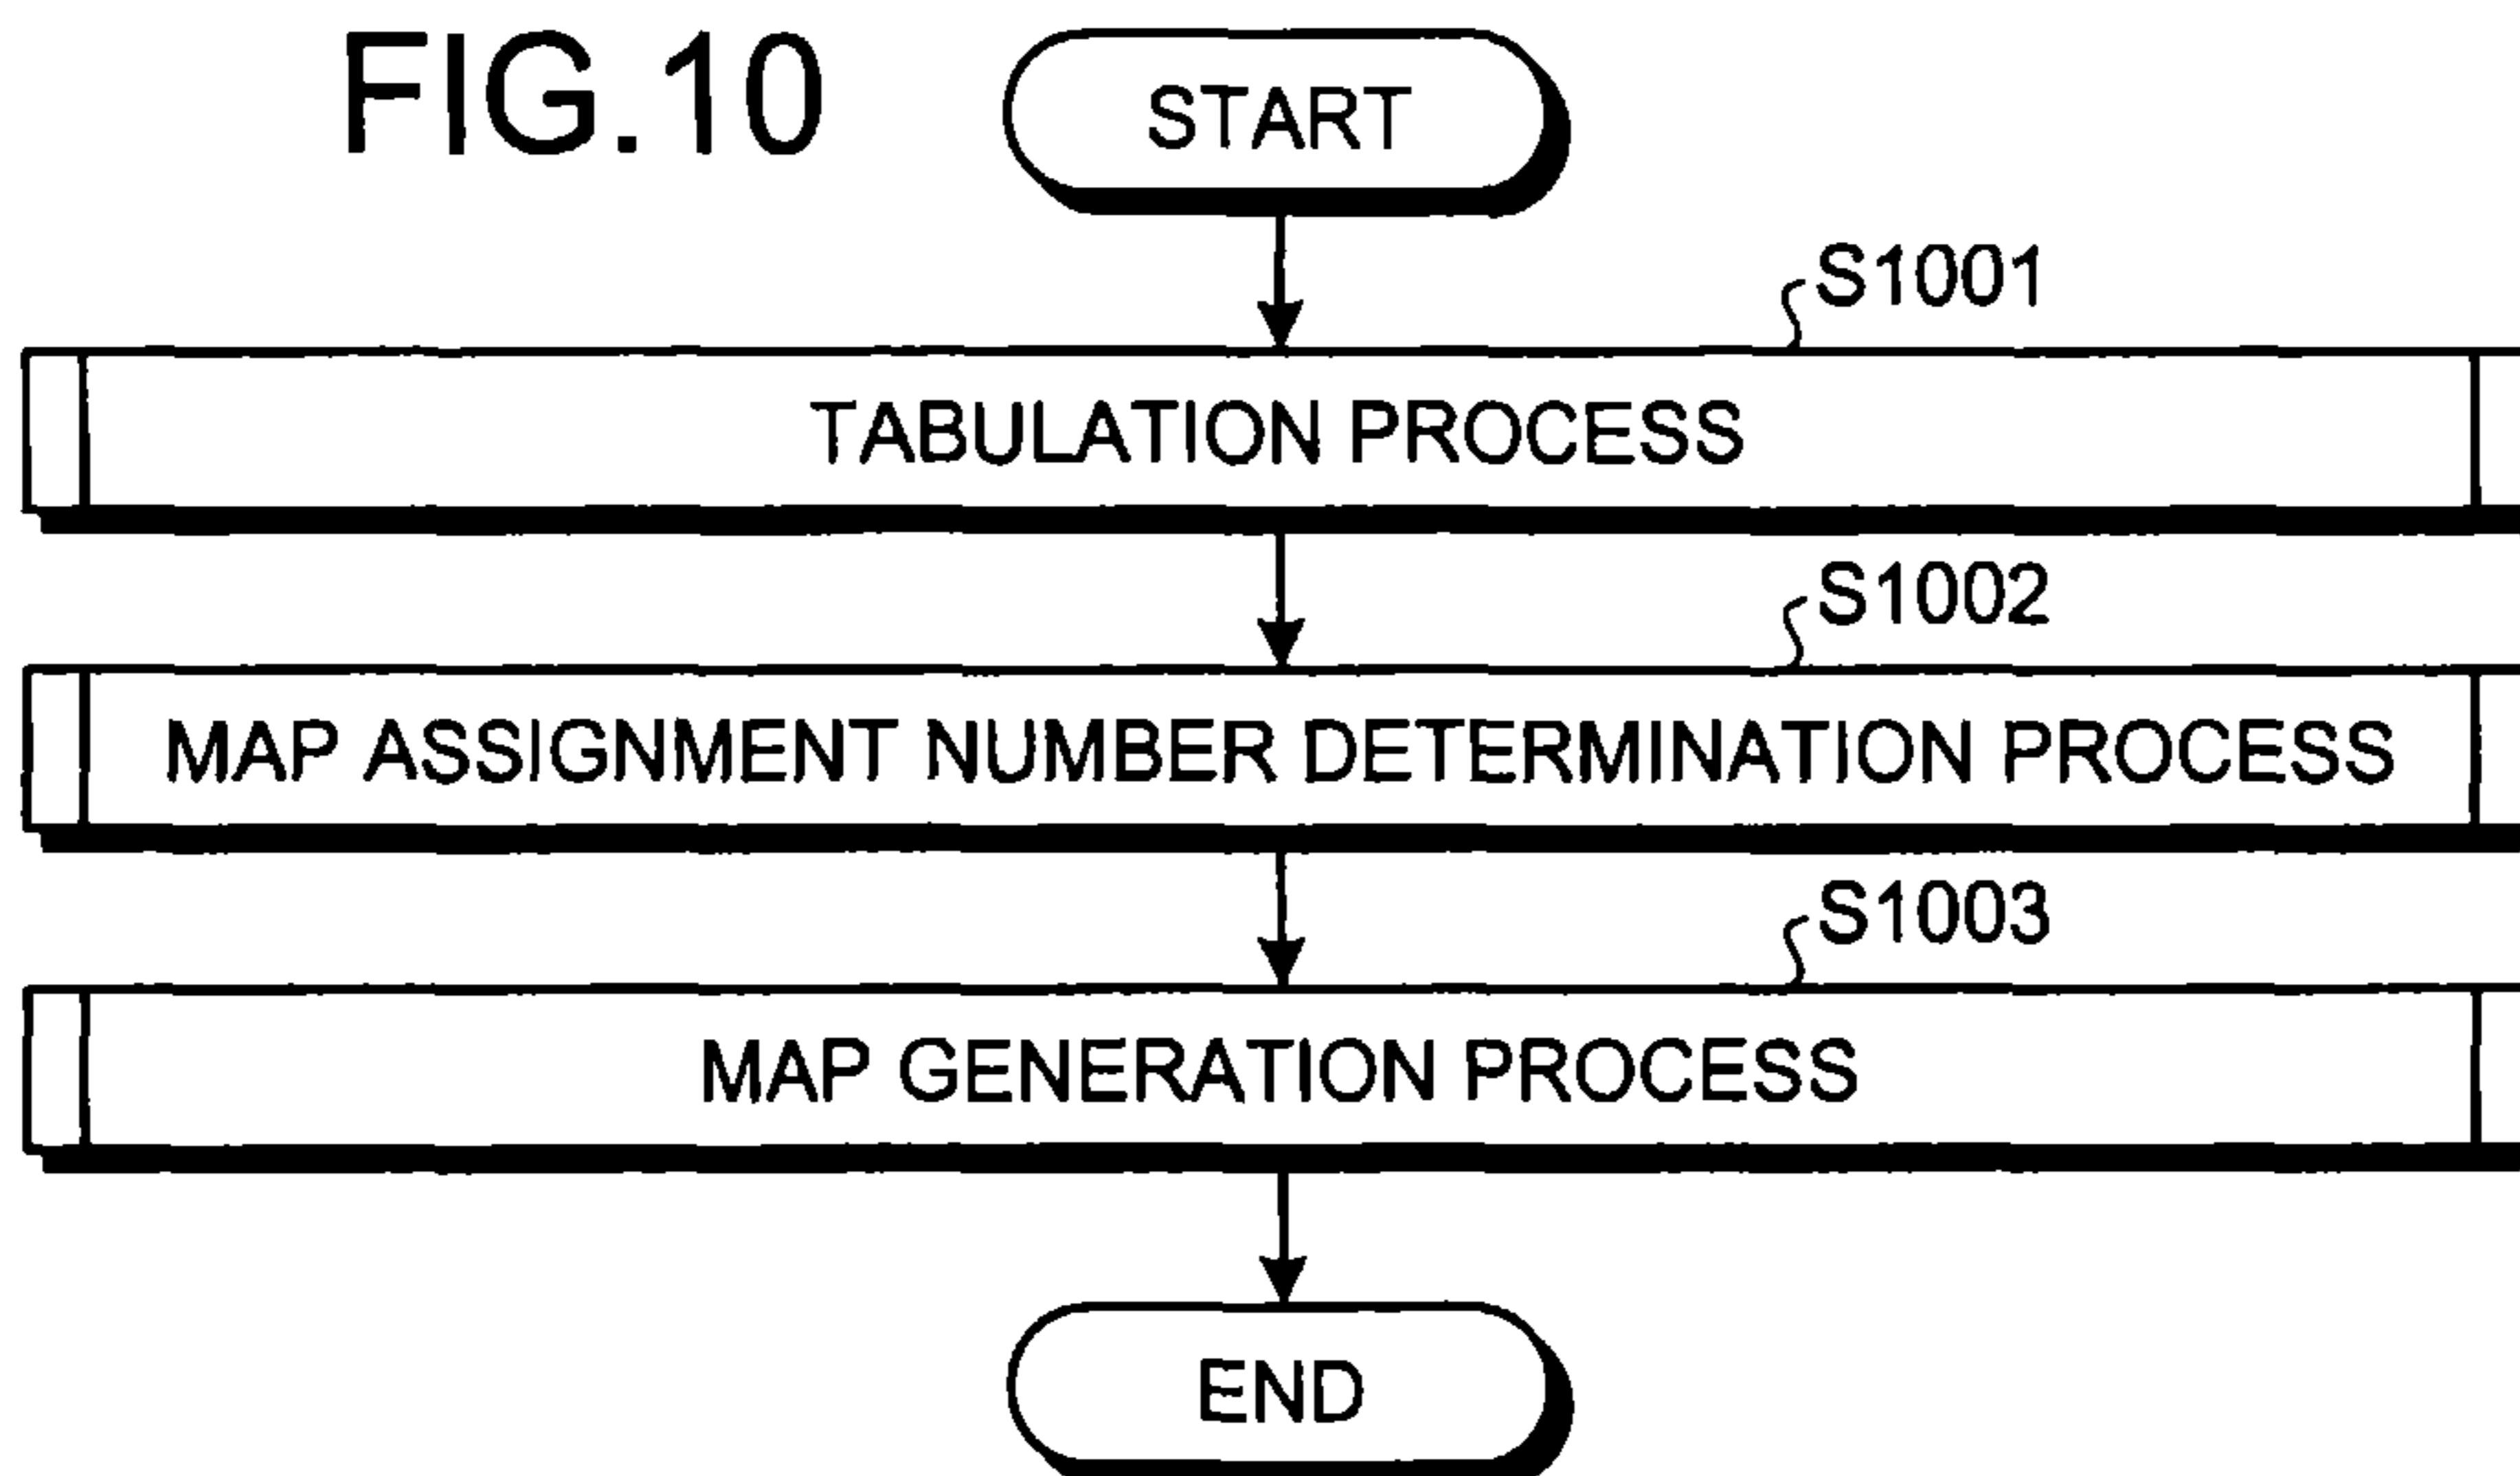 FIG.10
START
S1001
TABULATION PROCESS
S1002
MAP ASSIGNMENT NUMBER DETERMINATION PROCESS
S1003
MAP GENERATION PROCESS
END